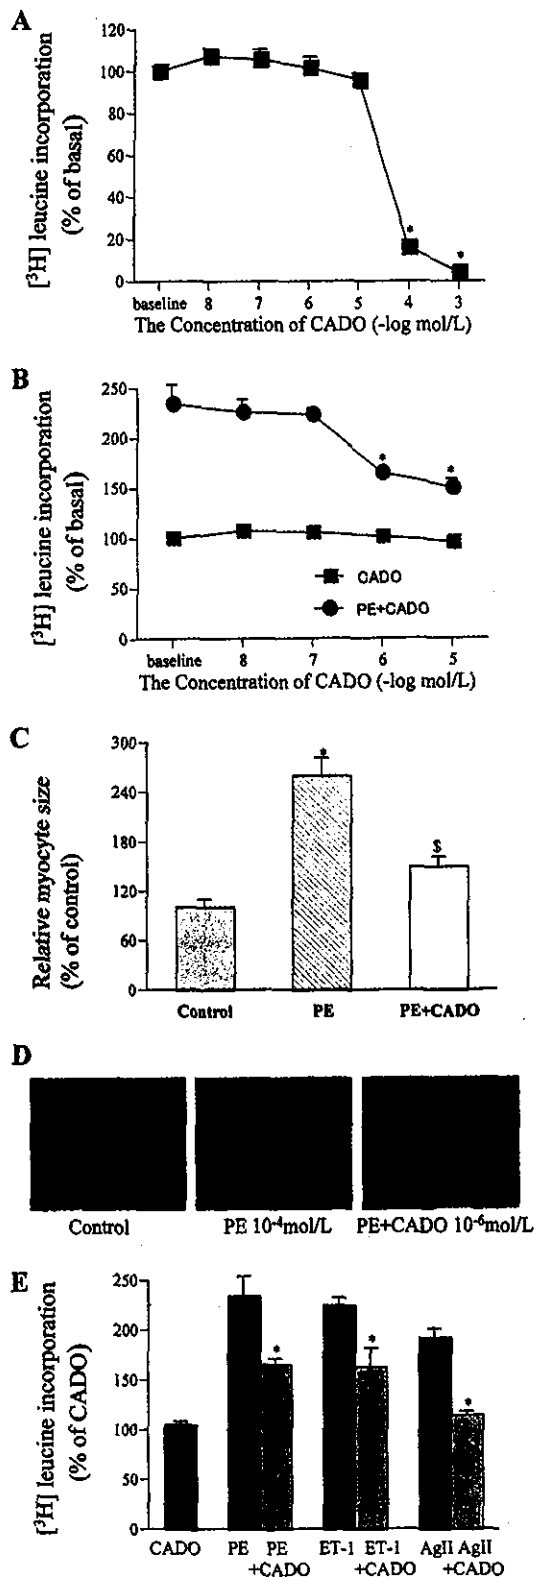 A
[³H] leucine incorporation
(% of basal)
120
100
80
60
40
20
0
*
*
baseline 8 7 6 5 4 3
The Concentration of CADO (-log mol/L)
B
[³H] leucine incorporation
(% of basal)
250
200
150
100
50
0
*
*
CADO
PE+CADO
baseline 8 7 6 5
The Concentration of CADO (-log mol/L)
C
Relative myocyte size
(% of control)
300
240
180
120
60
0
*
$
Control PE PE+CADO
D
Control PE 10⁻⁴mol/L PE+CADO 10⁻⁶mol/L
E
[³H] leucine incorporation
(% of CADO)
250
200
150
100
50
0
*
*
*
CADO PE PE ET-1 ET-1 AgII AgII
+CADO +CADO +CADO